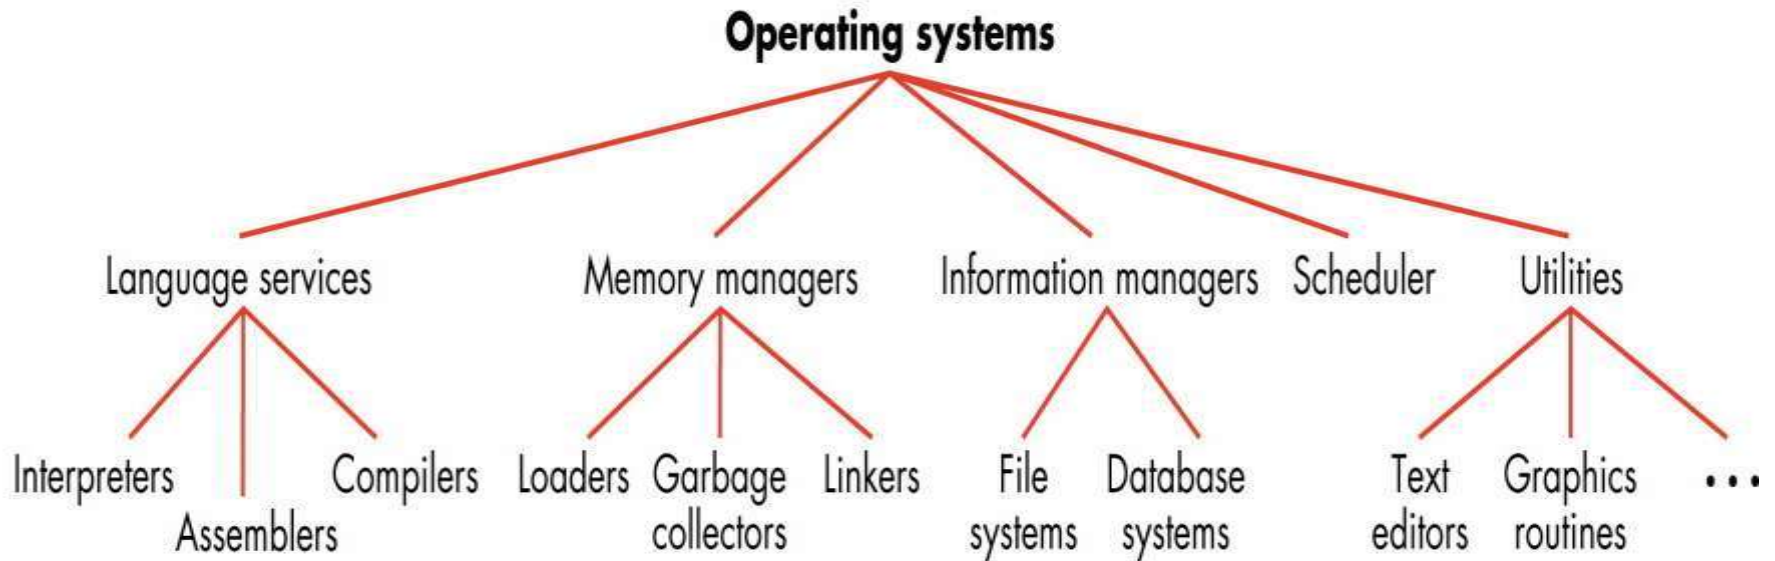 Operating systems
Language services
Memory managers
Information managers
Scheduler
Utilities
Interpreters
Assemblers
Compilers
Loaders
Garbage
collectors
Linkers
File
systems
Database
systems
Text
editors
Graphics
routines
...